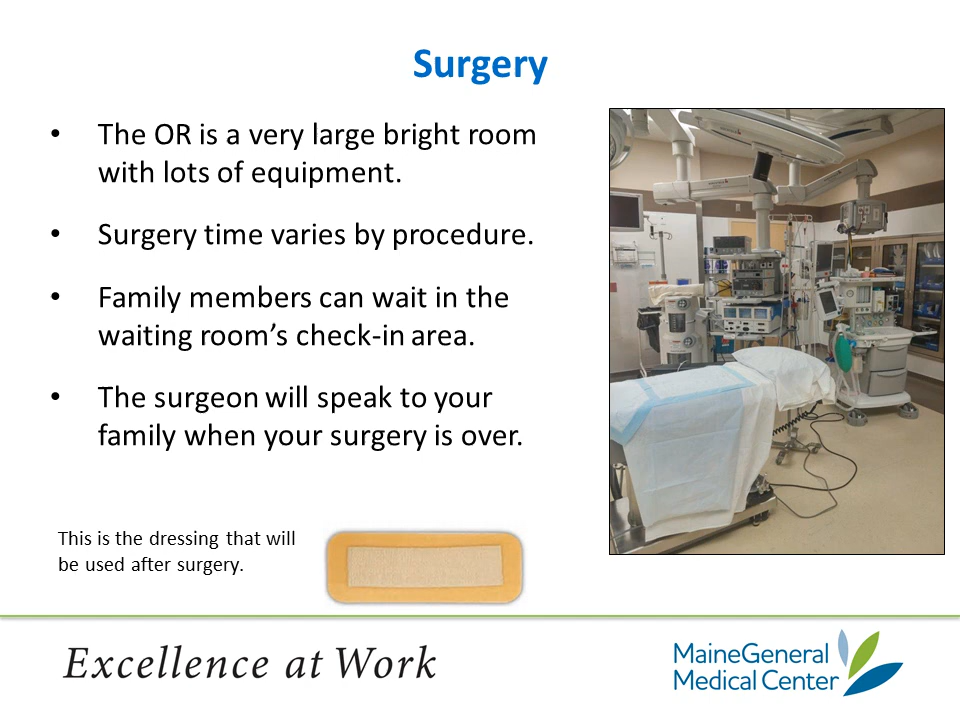 Surgery
• The OR is a very large bright room
with lots of equipment.
• Surgery time varies by procedure.
• Family members can wait in the
waiting room’s check-in area.
• The surgeon will speak to your
family when your surgery is over.
This is the dressing that will
be used after surgery.
Excellence at Work
MaineGeneral
Medical Center